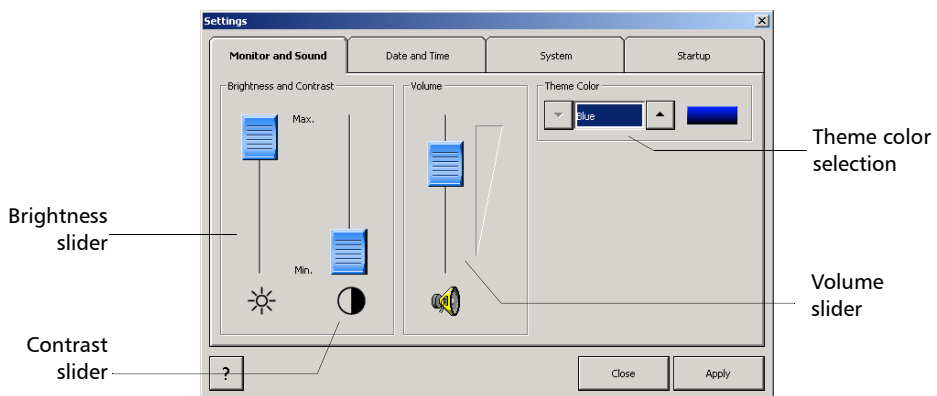 Settings
Monitor and Sound
Date and Time
System
Startup
Brightness and Contrast
Volume
Theme Color
Max.
Blue
Theme color
selection
Brightness
slider
Min.
Volume
slider
Contrast
slider
?
Close
Apply